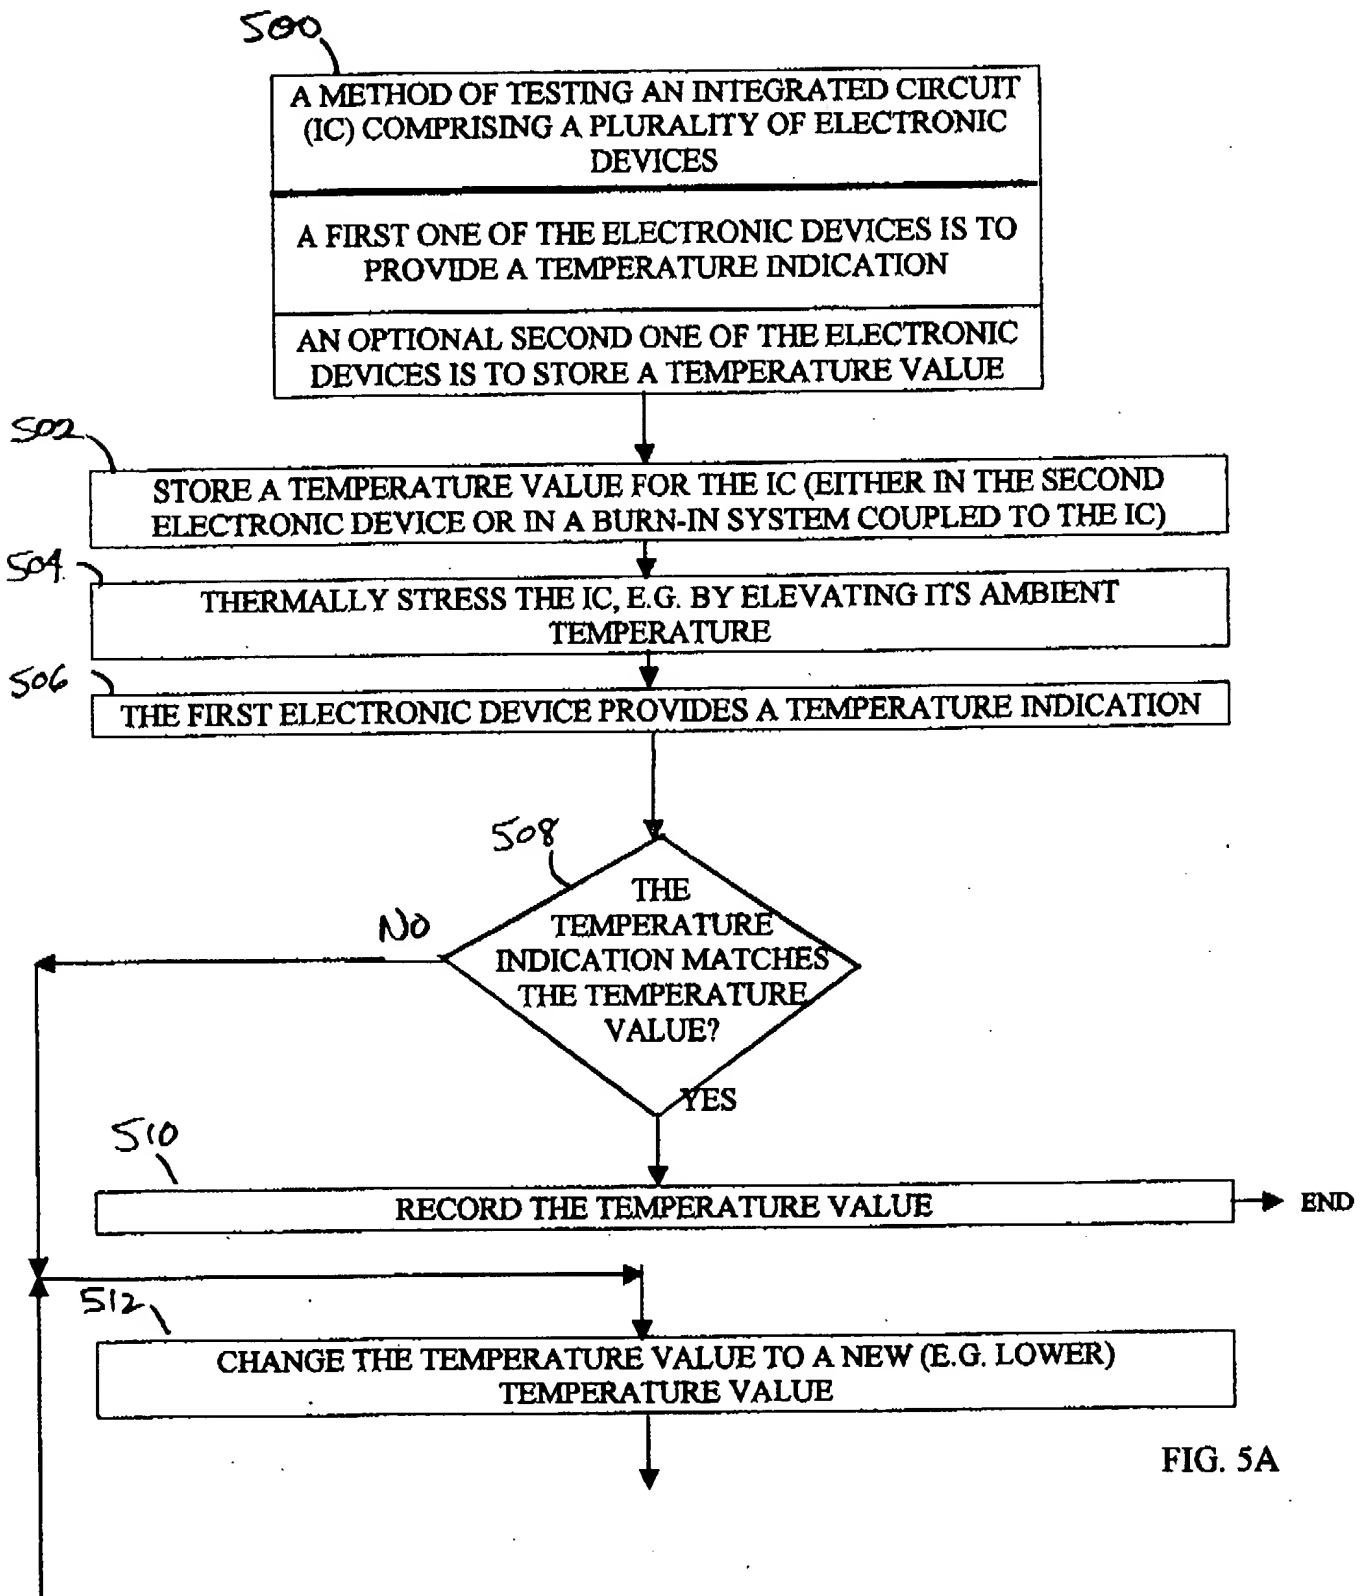 500
A METHOD OF TESTING AN INTEGRATED CIRCUIT
(IC) COMPRISING A PLURALITY OF ELECTRONIC
DEVICES
A FIRST ONE OF THE ELECTRONIC DEVICES IS TO
PROVIDE A TEMPERATURE INDICATION
AN OPTIONAL SECOND ONE OF THE ELECTRONIC
DEVICES IS TO STORE A TEMPERATURE VALUE
502
STORE A TEMPERATURE VALUE FOR THE IC (EITHER IN THE SECOND
ELECTRONIC DEVICE OR IN A BURN-IN SYSTEM COUPLED TO THE IC)
504
THERMALLY STRESS THE IC, E.G. BY ELEVATING ITS AMBIENT
TEMPERATURE
506
THE FIRST ELECTRONIC DEVICE PROVIDES A TEMPERATURE INDICATION
508
THE
TEMPERATURE
INDICATION MATCHES
THE TEMPERATURE
VALUE?
NO
YES
510
RECORD THE TEMPERATURE VALUE
END
512
CHANGE THE TEMPERATURE VALUE TO A NEW (E.G. LOWER)
TEMPERATURE VALUE
FIG. 5A